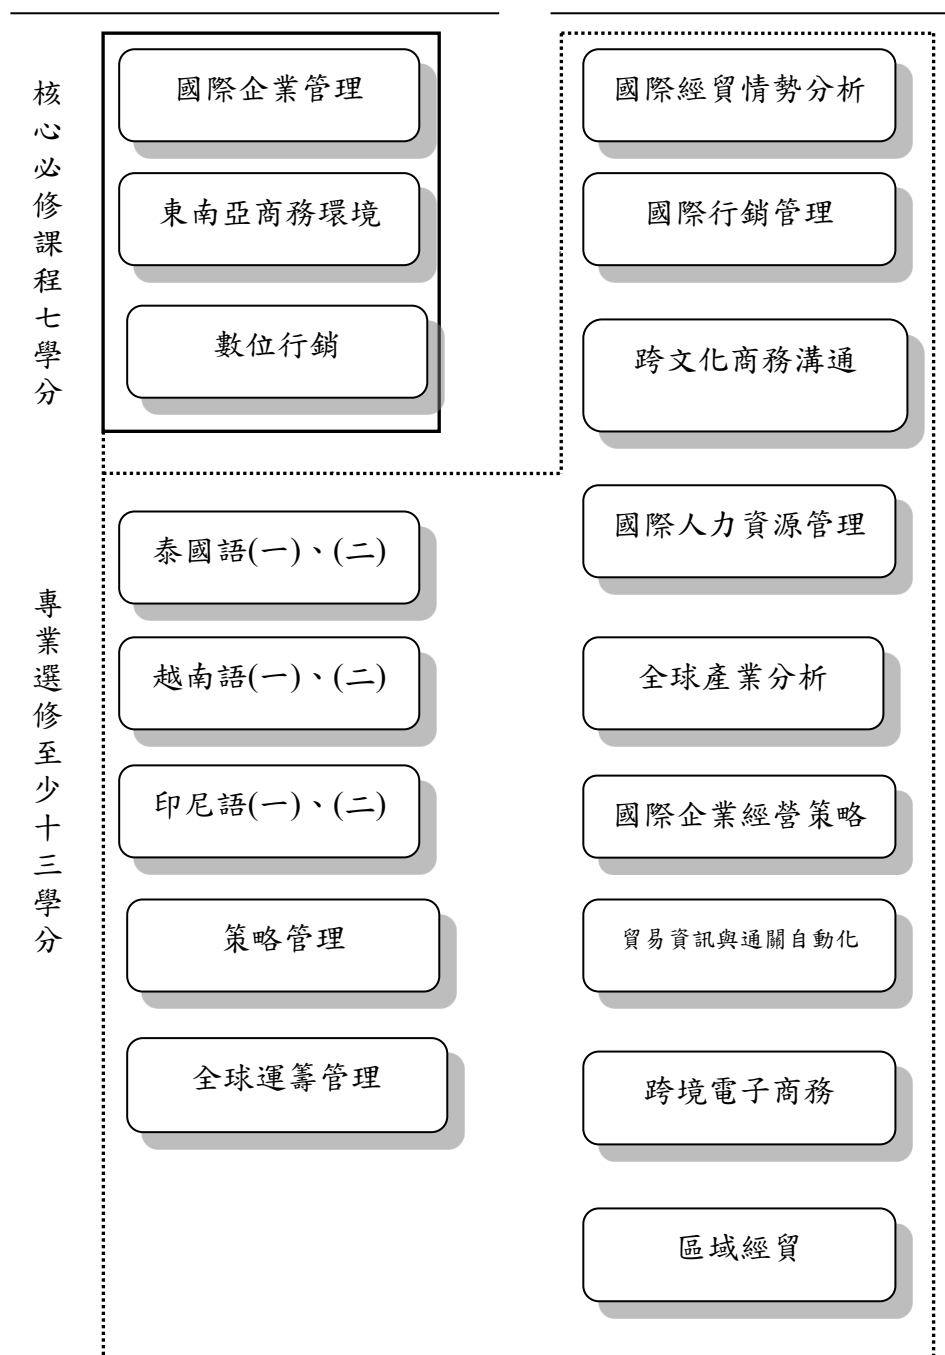 核心必修課程七學分
國際企業管理
東南亞商務環境
數位行銷
專業選修至少十三學分
泰國語(一)、(二)
越南語(一)、(二)
印尼語(一)、(二)
策略管理
全球運籌管理
國際經貿情勢分析
國際行銷管理
跨文化商務溝通
國際人力資源管理
全球產業分析
國際企業經營策略
貿易資訊與通關自動化
跨境電子商務
區域經貿